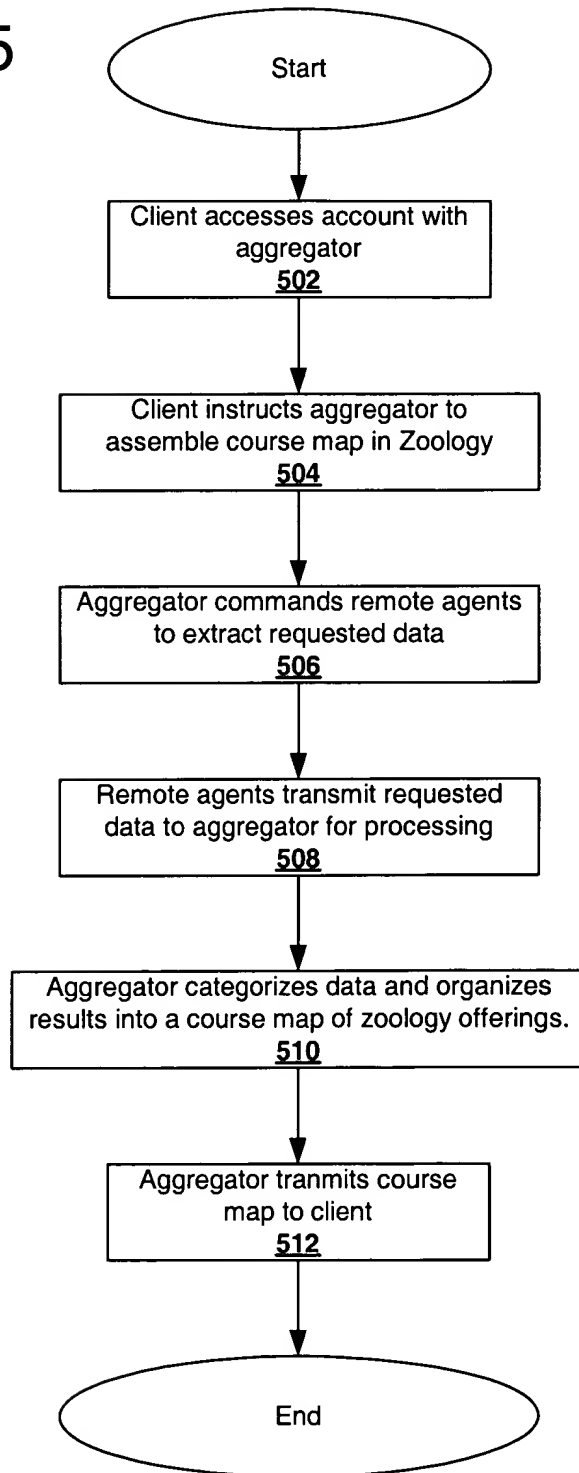 5
Start
Client accesses account with
aggregator
502
Client instructs aggregator to
assemble course map in Zoology
504
Aggregator commands remote agents
to extract requested data
506
Remote agents transmit requested
data to aggregator for processing
508
Aggregator categorizes data and organizes
results into a course map of zoology offerings.
510
Aggregator tranmits course
map to client
512
End